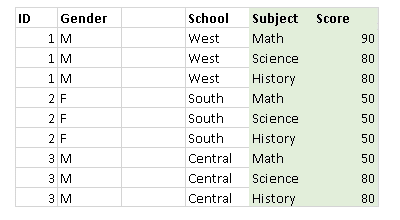 ID Gender School Subject Score
1 M West Math 90
1 M West Science 80
1 M West History 80
2 F South Math 50
2 F South Science 50
2 F South History 50
3 M Central Math 50
3 M Central Science 80
3 M Central History 80